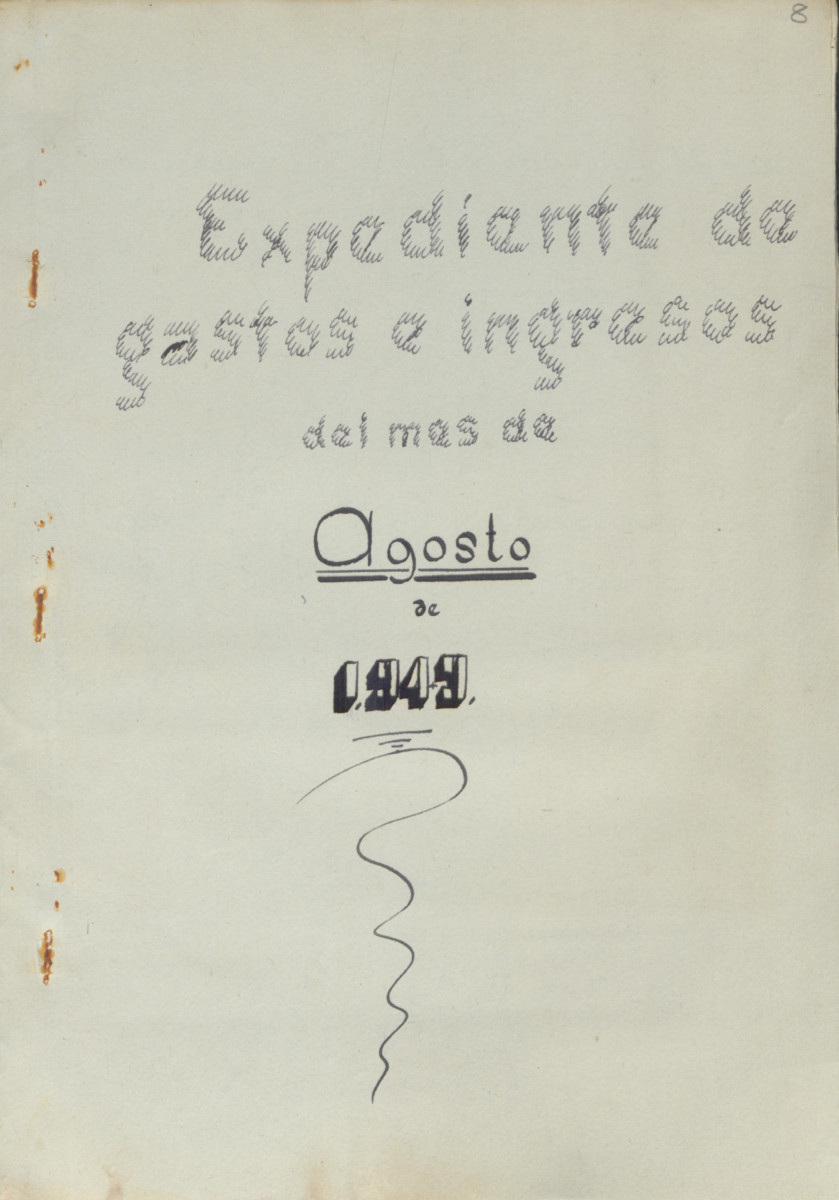 8
Expediente de
gastos e ingresos
del mes de
Agosto
de
1.949.